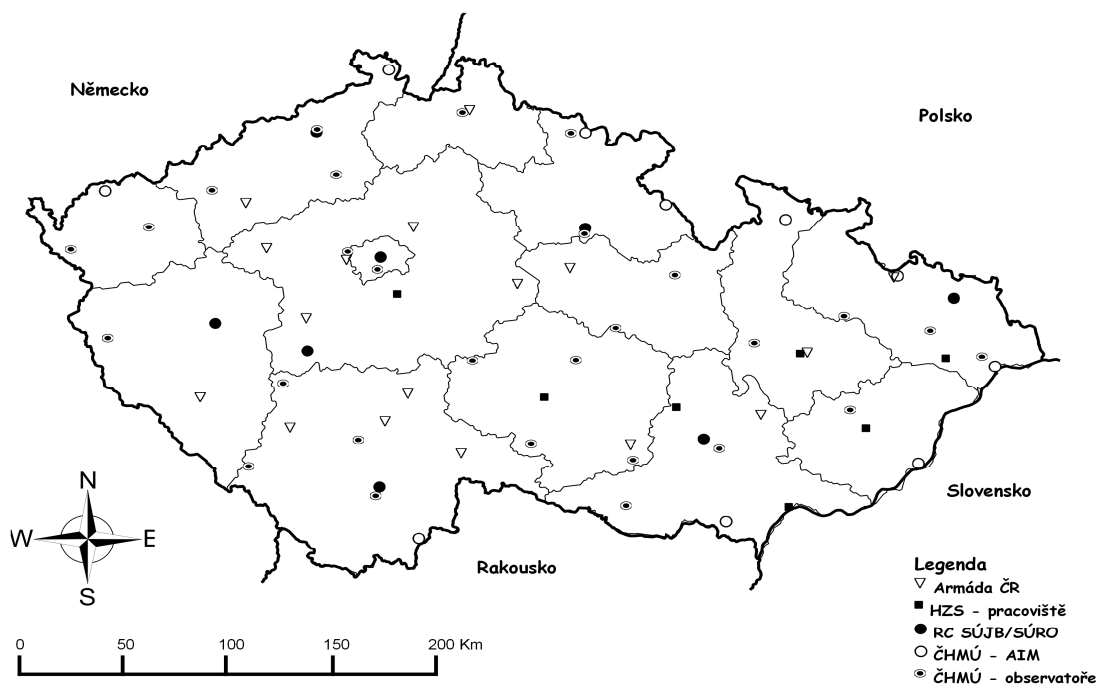 Německo
Polsko
Slovensko
Rakousko
N
W E
S
0 50 100 150 200 Km
Legenda
Armáda ČR
HZS - pracoviště
RC SÚJB/SÚRO
ČHMÚ - AIM
ČHMÚ - observatoře